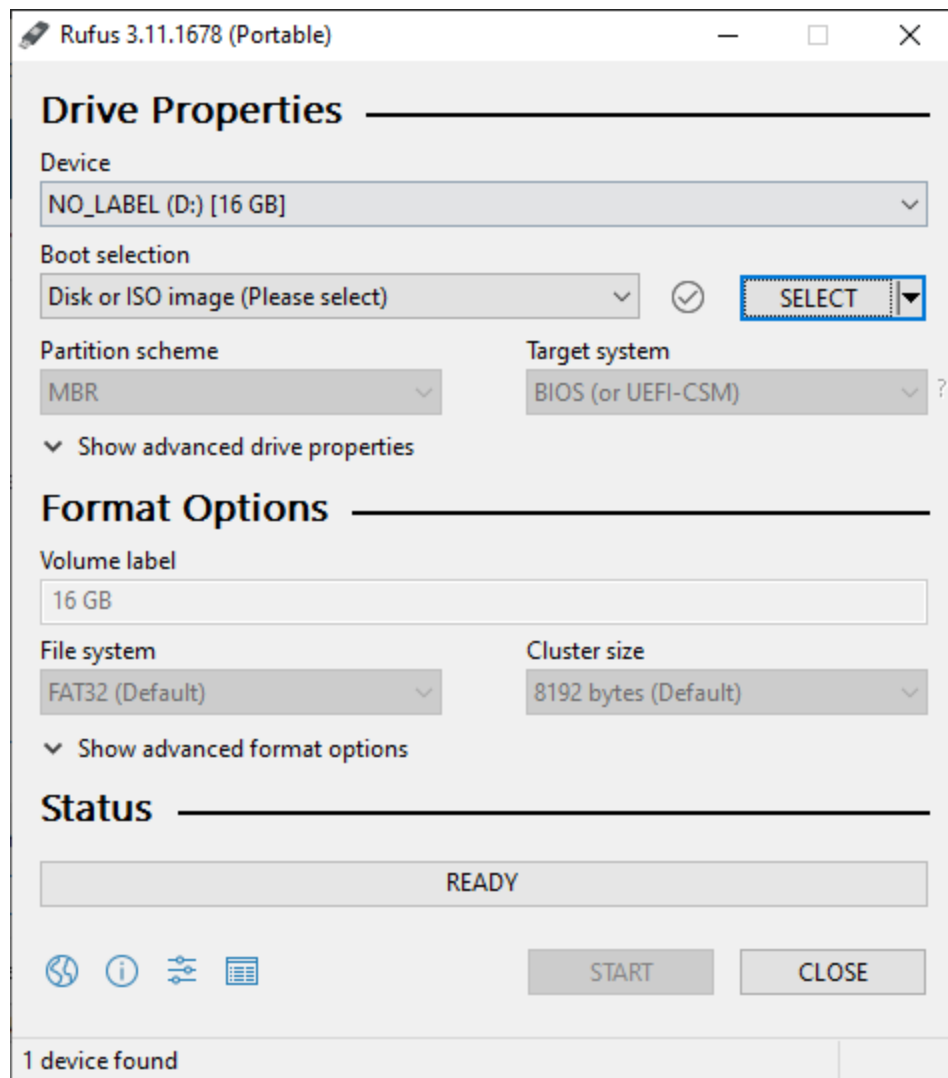 Rufus 3.11.1678 (Portable)
Drive Properties
Device
NO_LABEL (D:) [16 GB]
Boot selection
Disk or ISO image (Please select)
SELECT
Partition scheme
Target system
MBR
BIOS (or UEFI-CSM)
?
Show advanced drive properties
Format Options
Volume label
16 GB
File system
Cluster size
FAT32 (Default)
8192 bytes (Default)
Show advanced format options
Status
READY
START
CLOSE
1 device found